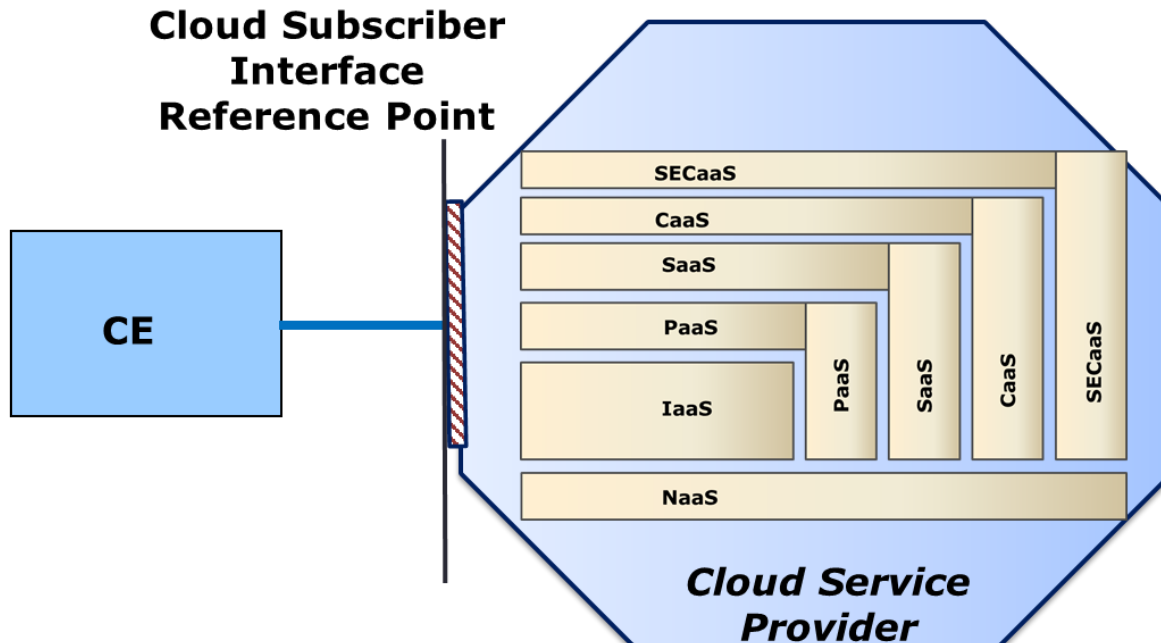 Cloud Subscriber
Interface
Reference Point
CE
SECaaS
CaaS
SaaS
PaaS
IaaS
PaaS
SaaS
CaaS
SECaaS
NaaS
Cloud Service
Provider